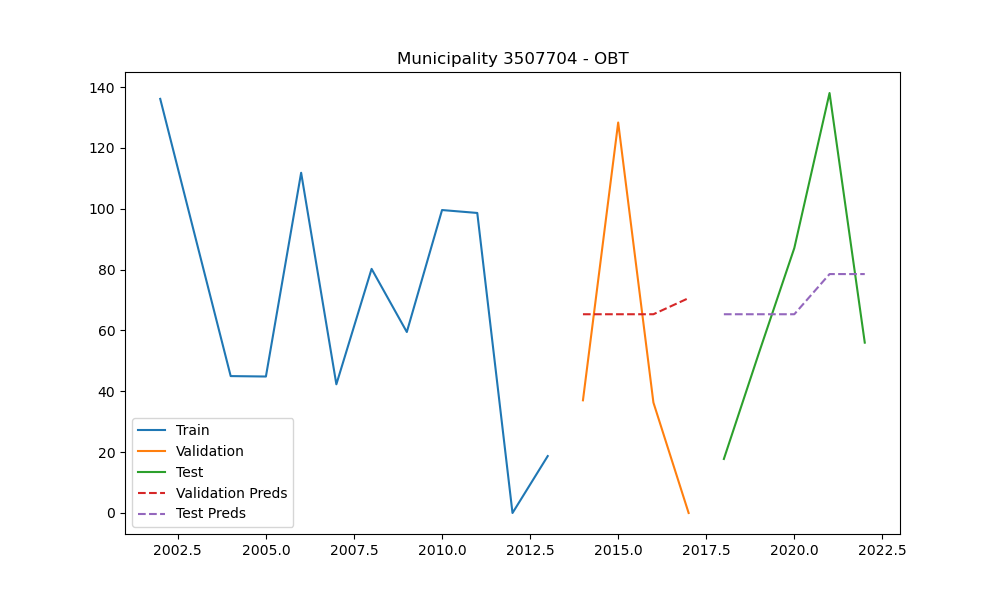 Municipality 3507704 - OBT
140
120
100
80
60
40
20
0
Train
Validation
Test
Validation Preds
Test Preds
2002.5 2005.0 2007.5 2010.0 2012.5 2015.0 2017.5 2020.0 2022.5